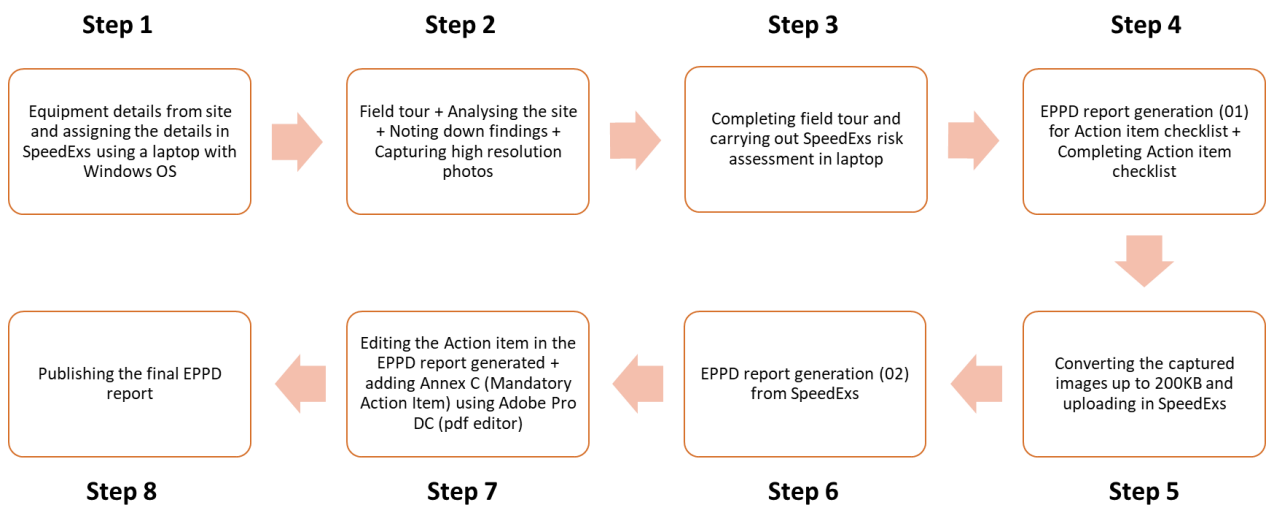 Step 1
Step 2
Step 3
Step 4
Equipment details from site
and assigning the details in
SpeedExs using a laptop with
Windows OS
Field tour + Analysing the site
+ Noting down findings +
Capturing high resolution
photos
Completing field tour and
carrying out SpeedExs risk
assessment in laptop
EPPD report generation (01)
for Action item checklist +
Completing Action item
checklist
Publishing the final EPPD
report
Editing the Action item in the
EPPD report generated +
adding Annex C (Mandatory
Action Item) using Adobe Pro
DC (pdf editor)
EPPD report generation (02)
from SpeedExs
Converting the captured
images up to 200KB and
uploading in SpeedExs
Step 8
Step 7
Step 6
Step 5